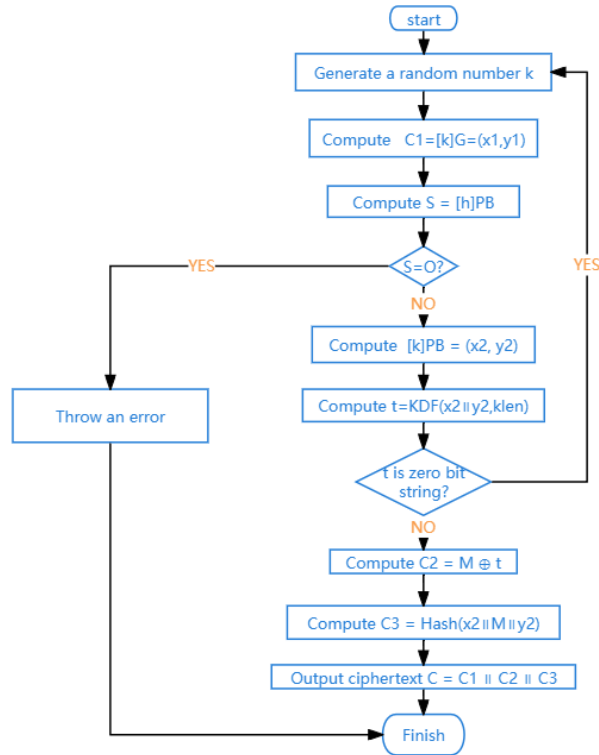 start
Generate a random number k
Compute C1=[k]G=(x1,y1)
Compute S = [h]PB
S=O?
YES
YES
NO
Compute [k]PB = (x2, y2)
Throw an error
Compute t=KDF(x2॥y2,klen)
t is zero bit
string?
NO
Compute C2 = M ⊕ t
Compute C3 = Hash(x2॥M॥y2)
Output ciphertext C = C1 ॥ C2 ॥ C3
Finish